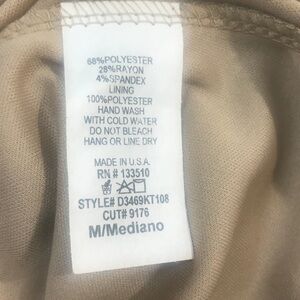 68%POLYESTER
28%RAYON
4%SPANDEX
LINING
100%POLYESTER
HAND WASH
WITH COLD WATER
DO NOT BLEACH
HANG OR LINE DRY
MADE IN U.S.A.
RN# 133510
STYLE# D3469KT108
CUT# 9176
M/Mediano